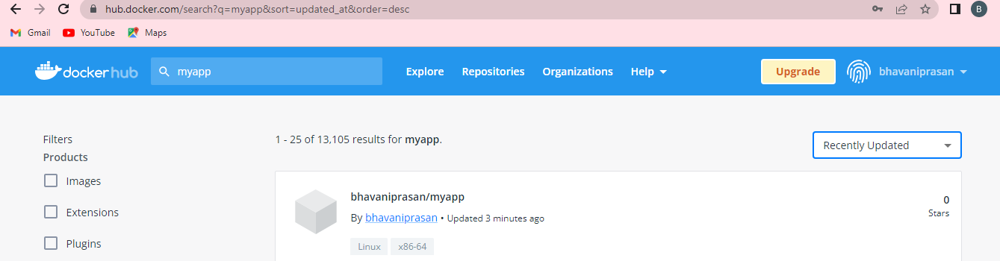 hub.docker.com/search?q=myapp&sort=updated_at&order=desc
B
Gmail YouTube Maps
docker hub myapp Explore Repositories Organizations Help Upgrade bhavaniprasan
Filters 1 - 25 of 13,105 results for myapp. Recently Updated
Products
Images
bhavaniprasan/myapp 0
Extensions By bhavaniprasan • Updated 3 minutes ago Stars
Plugins Linux x86-64